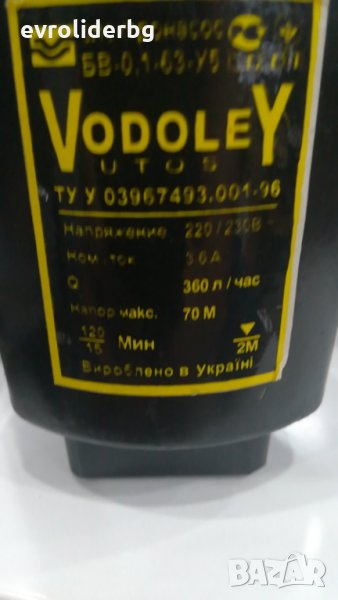 evroliderbg
БВ-0,1-63-У5
VODOLEY
UTOS
ТУ У 03967493.001-96
Напряжение 220/230В ~
Ном. ток 3.6 А
Q 360 л/час
Напор макс. 70 М
120
15 Мин
2М
Вироблено в Україні
BAZAR